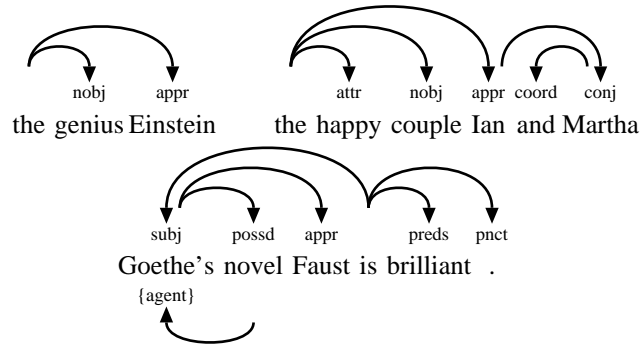 nobj appr attr nobj appr coord conj
the genius Einstein the happy couple Ian and Martha
subj possd appr preds pnct
Goethe's novel Faust is brilliant .
{agent}